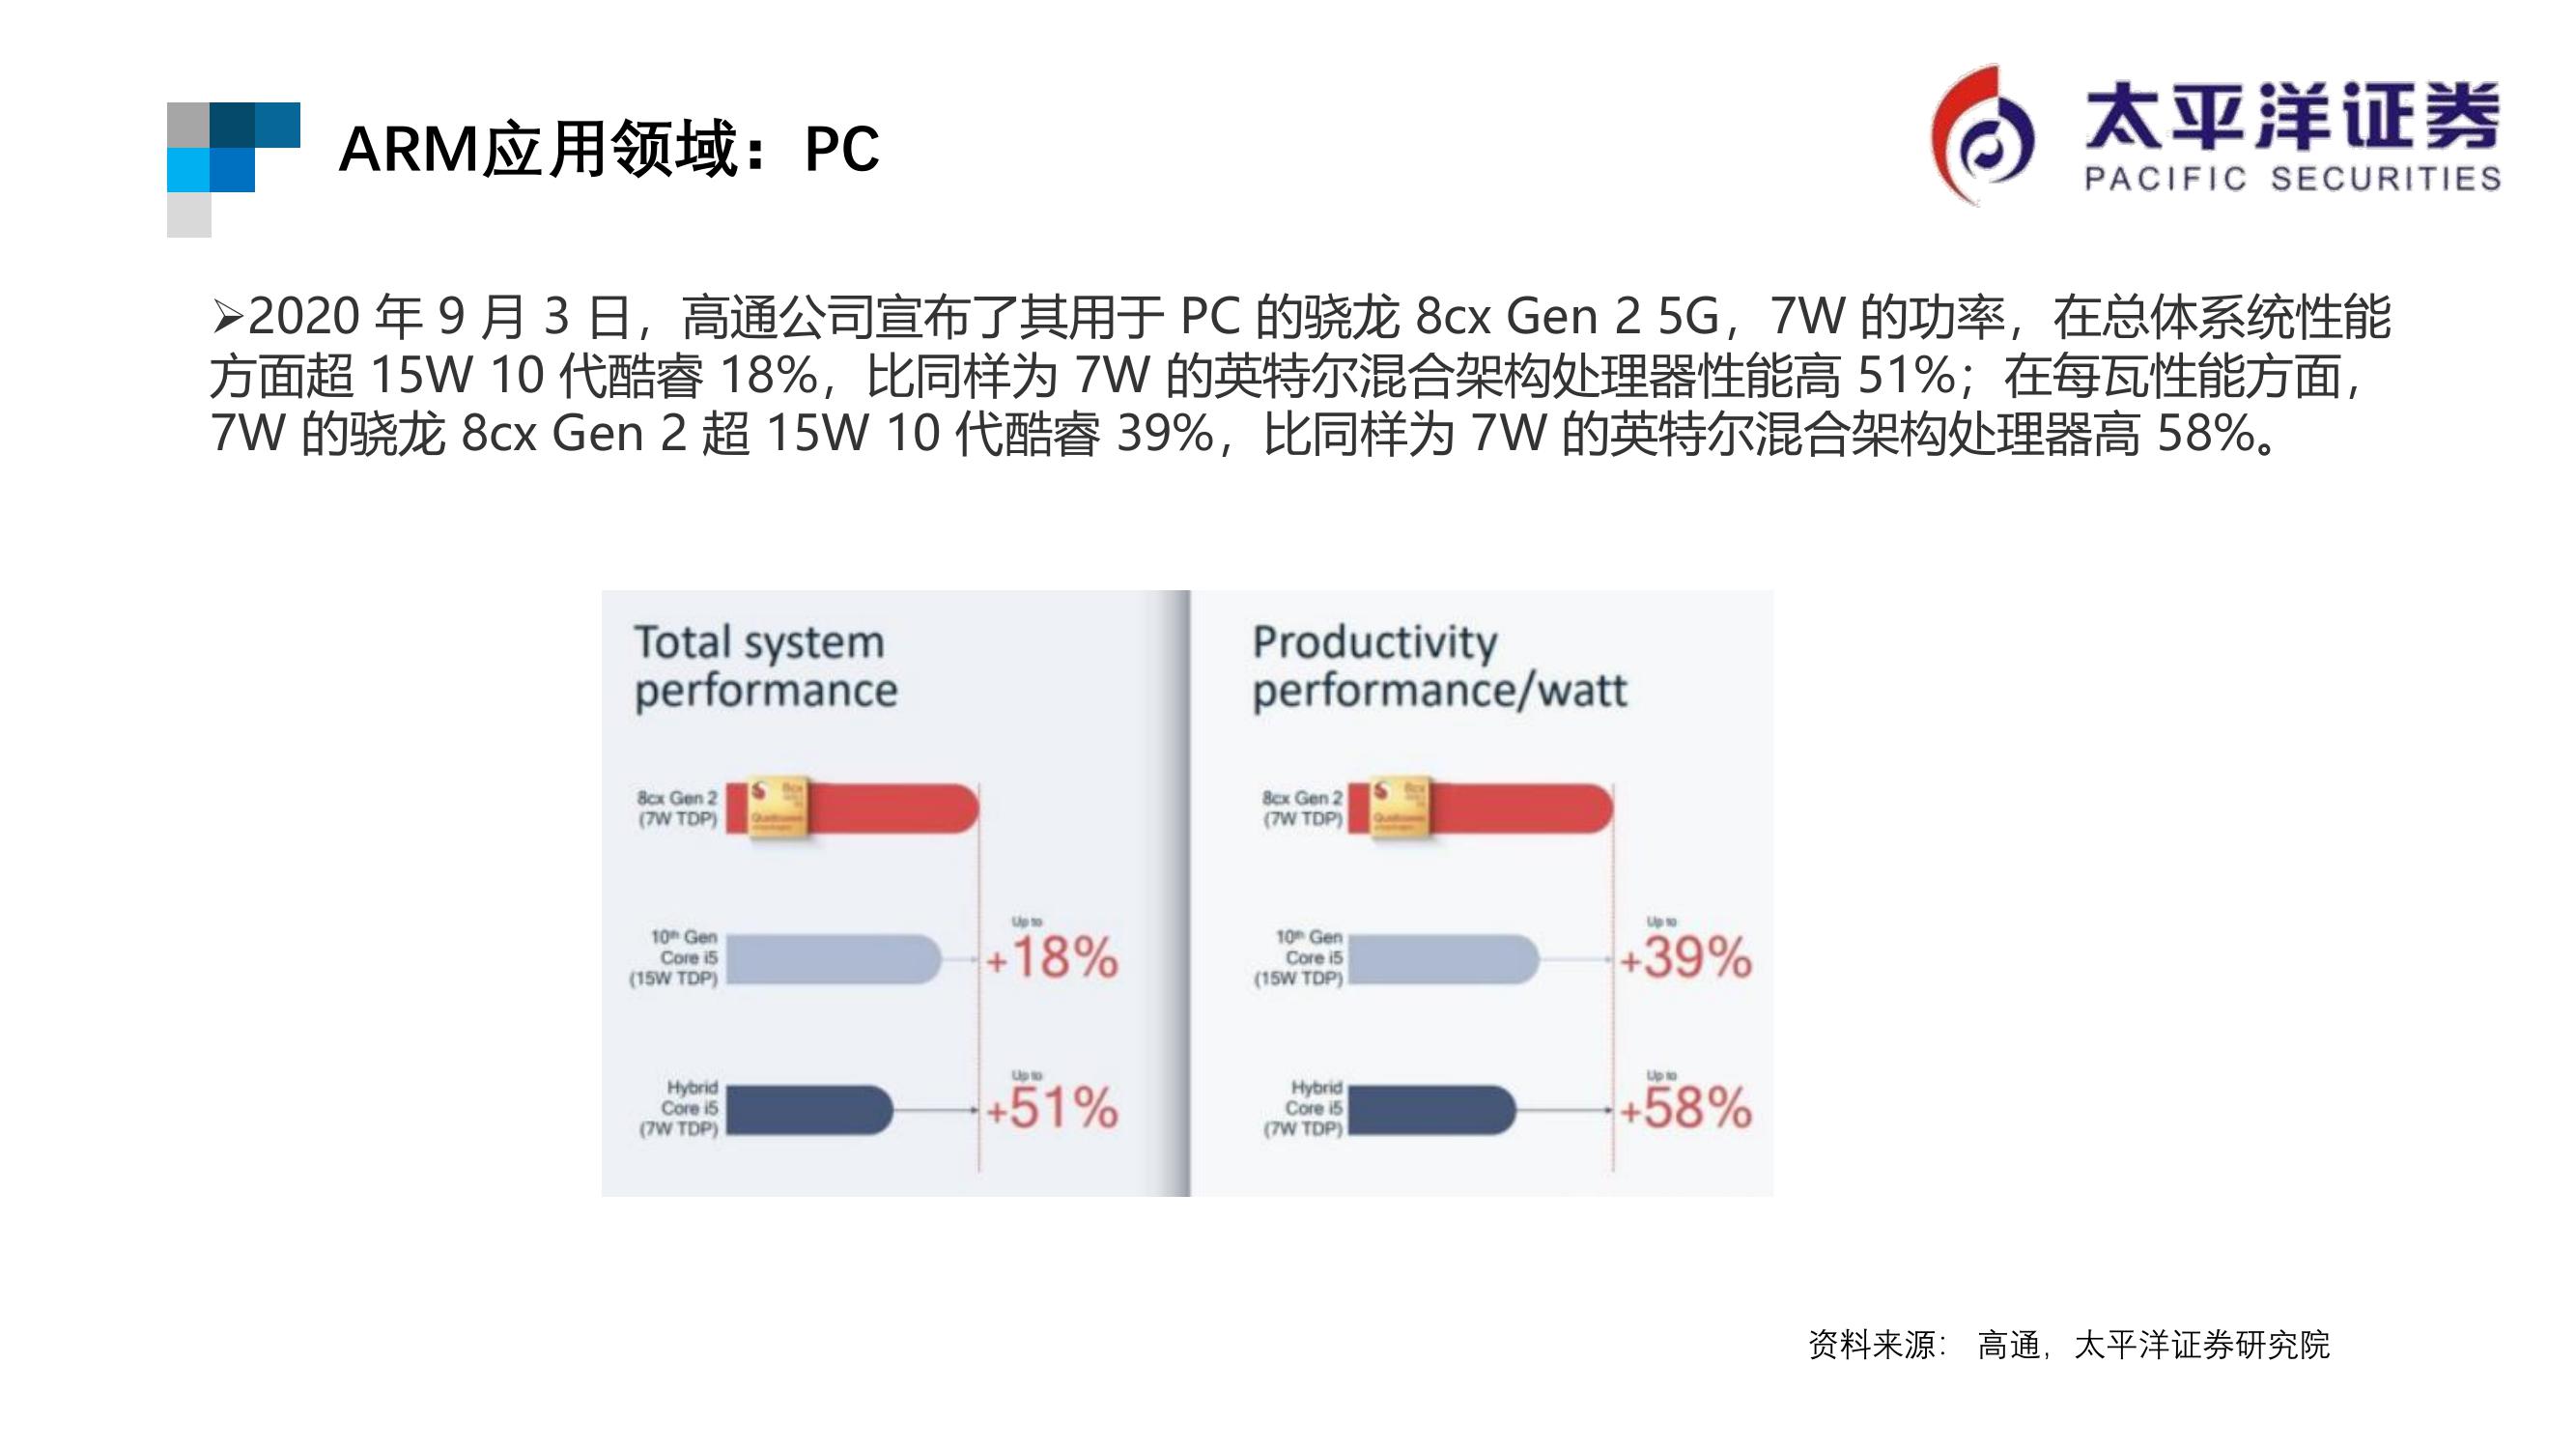 ARM应用领域：PC
太平洋证券
PACIFIC SECURITIES
➢2020 年 9 月 3 日，高通公司宣布了其用于 PC 的骁龙 8cx Gen 2 5G，7W 的功率，在总体系统性能
方面超 15W 10 代酷睿 18%，比同样为 7W 的英特尔混合架构处理器性能高 51%；在每瓦性能方面，
7W 的骁龙 8cx Gen 2 超 15W 10 代酷睿 39%，比同样为 7W 的英特尔混合架构处理器高 58%。
Total system
performance
8cx Gen 2
(7W TDP)
10th Gen
Core i5
(15W TDP)
Up to
+18%
Hybrid
Core i5
(7W TDP)
Up to
+51%
Productivity
performance/watt
8cx Gen 2
(7W TDP)
10th Gen
Core i5
(15W TDP)
Up to
+39%
Hybrid
Core i5
(7W TDP)
Up to
+58%
资料来源： 高通，太平洋证券研究院